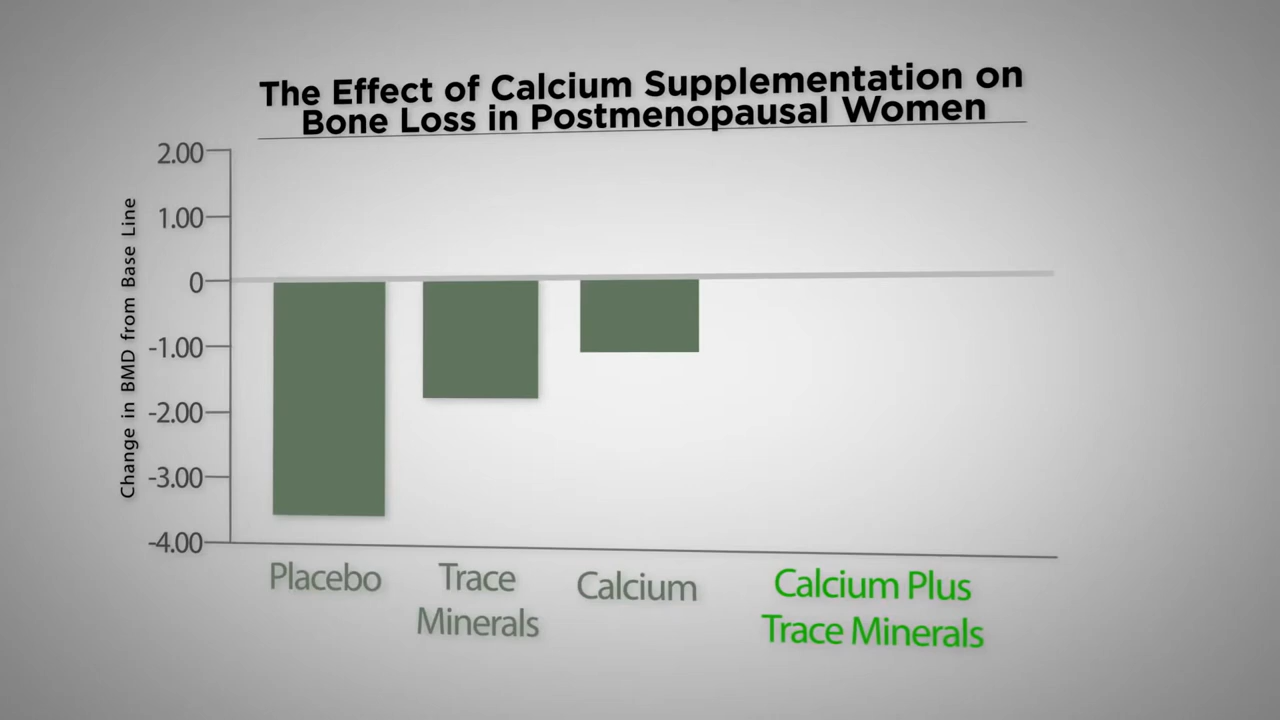 The Effect of Calcium Supplementation on
Bone Loss in Postmenopausal Women
2.00
1.00
0
-1.00
-2.00
-3.00
-4.00
Change in BMD from Base Line
Placebo
Trace
Minerals
Calcium
Calcium Plus
Trace Minerals